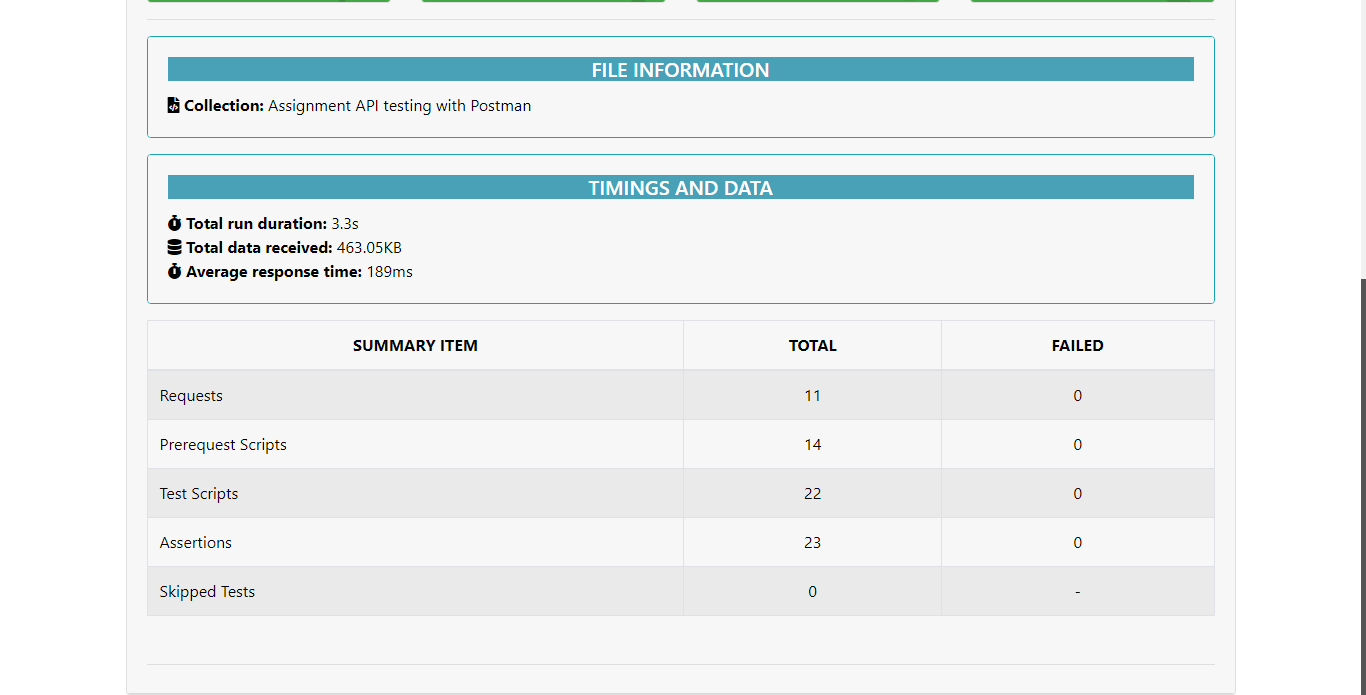 FILE INFORMATION
Collection: Assignment API testing with Postman
TIMINGS AND DATA
Total run duration: 3.3s
Total data received: 463.05KB
Average response time: 189ms
SUMMARY ITEM TOTAL FAILED
Requests 11 0
Prerequest Scripts 14 0
Test Scripts 22 0
Assertions 23 0
Skipped Tests 0 -